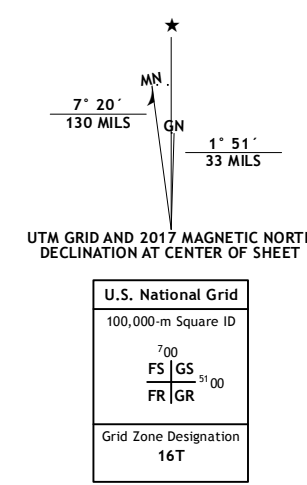 ★
MN
7° 20´
130 MILS
GN
1° 51´
33 MILS
UTM GRID AND 2017 MAGNETIC NORTH
DECLINATION AT CENTER OF SHEET
U.S. National Grid
100,000-m Square ID
⁷00
FS GS
⁵¹00
FR GR
Grid Zone Designation
16T